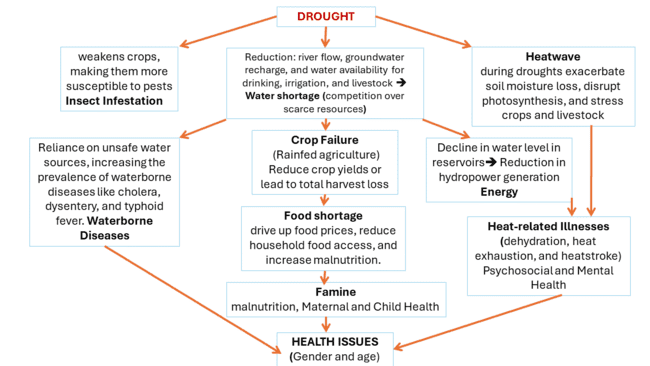 DROUGHT
weakens crops,
making them more
susceptible to pests
Insect Infestation
Reduction: river flow, groundwater
recharge, and water availability for
drinking, irrigation, and livestock ➔
Water shortage (competition over
scarce resources)
Heatwave
during droughts exacerbate
soil moisture loss, disrupt
photosynthesis, and stress
crops and livestock
Reliance on unsafe water
sources, increasing the
prevalence of waterborne
diseases like cholera,
dysentery, and typhoid
fever. Waterborne
Diseases
Crop Failure
(Rainfed agriculture)
Reduce crop yields or
lead to total harvest loss
Decline in water level in
reservoirs➔ Reduction in
hydropower generation
Energy
Food shortage
drive up food prices, reduce
household food access, and
increase malnutrition.
Heat-related Illnesses
(dehydration, heat
exhaustion, and heatstroke)
Psychosocial and Mental
Health
Famine
malnutrition, Maternal and Child Health
HEALTH ISSUES
(Gender and age)